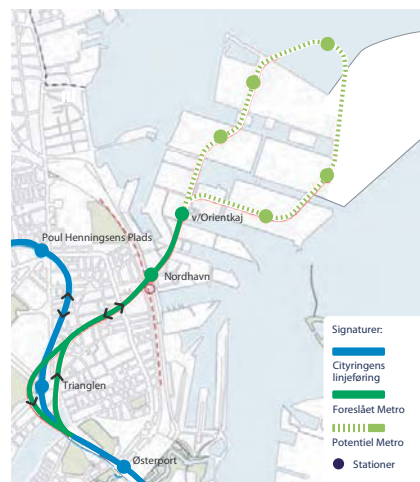 v/Orientkaj
Poul Henningsens Plads
Nordhavn
Trianglen
Østerport
Signaturer:
Cityringens
linjeføring
Foreslået Metro
Potentiel Metro
Stationer